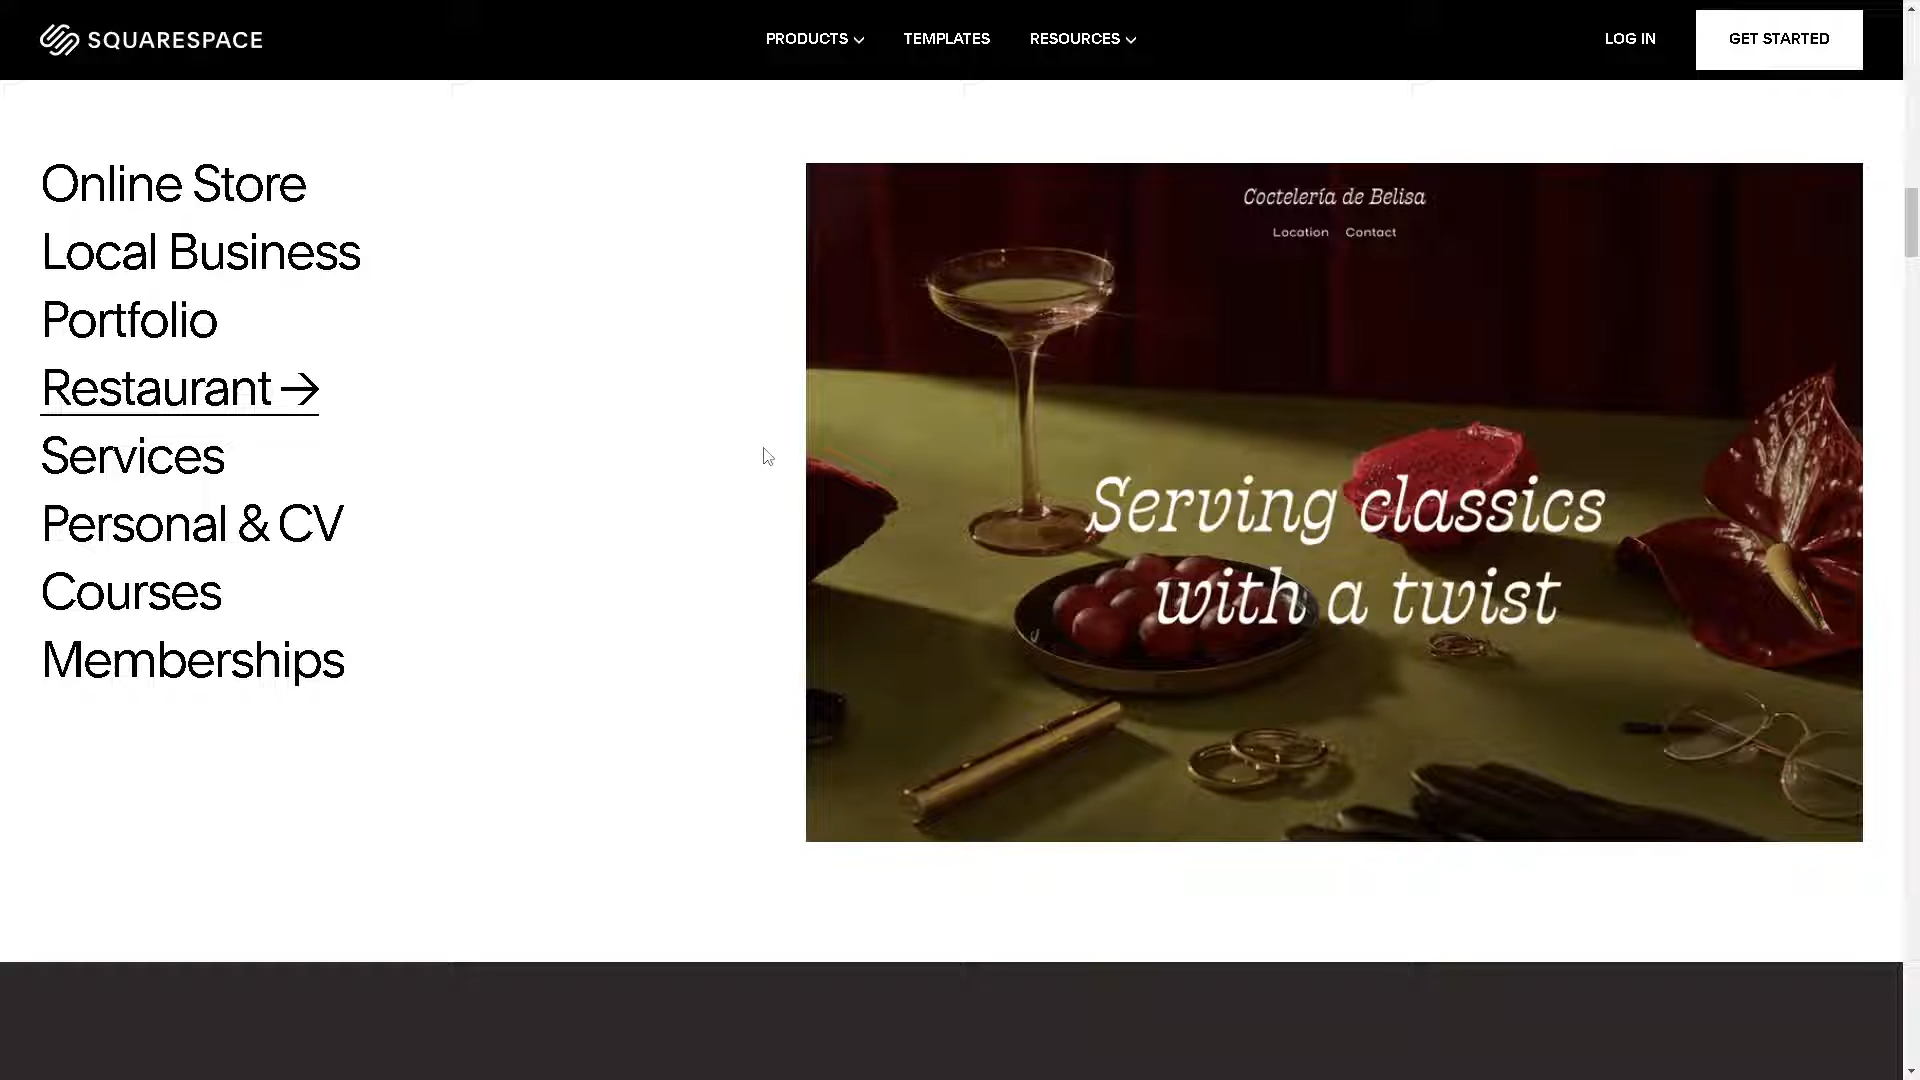 SQUARESPACE
PRODUCTS
TEMPLATES
RESOURCES
LOG IN
GET STARTED
Online Store
Local Business
Portfolio
Restaurant →
Services
Personal & CV
Courses
Memberships
Coctelería de Belisa
Location Contact
Serving classics
with a twist